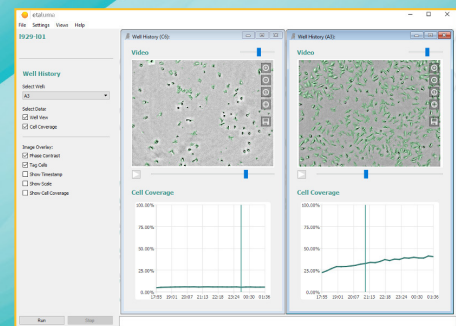 etaluma
File Settings Views Help
I929-I01
Well History
Select Well:
A3
Select Data:
Well View
Cell Coverage
Image Overlay:
Phase Contrast
Tag Cells
Show Timestamp
Show Scale
Show Cell Coverage
Run Stop
Well History (C6):
Video
Cell Coverage
100.00%
75.00%
50.00%
25.00%
0.00%
17:55 19:01 20:07 21:13 22:18 23:24 00:30 01:36
Well History (A3):
Video
Cell Coverage
100.00%
75.00%
50.00%
25.00%
0.00%
17:55 19:01 20:07 21:13 22:18 23:24 00:30 01:36